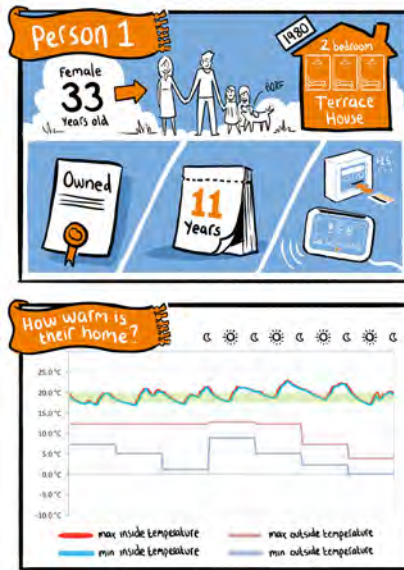 Person 1
Female
33
Years old
BORF
1980
2 bedroom
Terrace
House
Owned
11
Years
How warm is
their home?
25.0 °C
20.0 °C
15.0 °C
10.0 °C
5.0 °C
0.0 °C
-5.0 °C
-10.0 °C
max inside temperature
max outside temperature
min inside temperature
min outside temperature